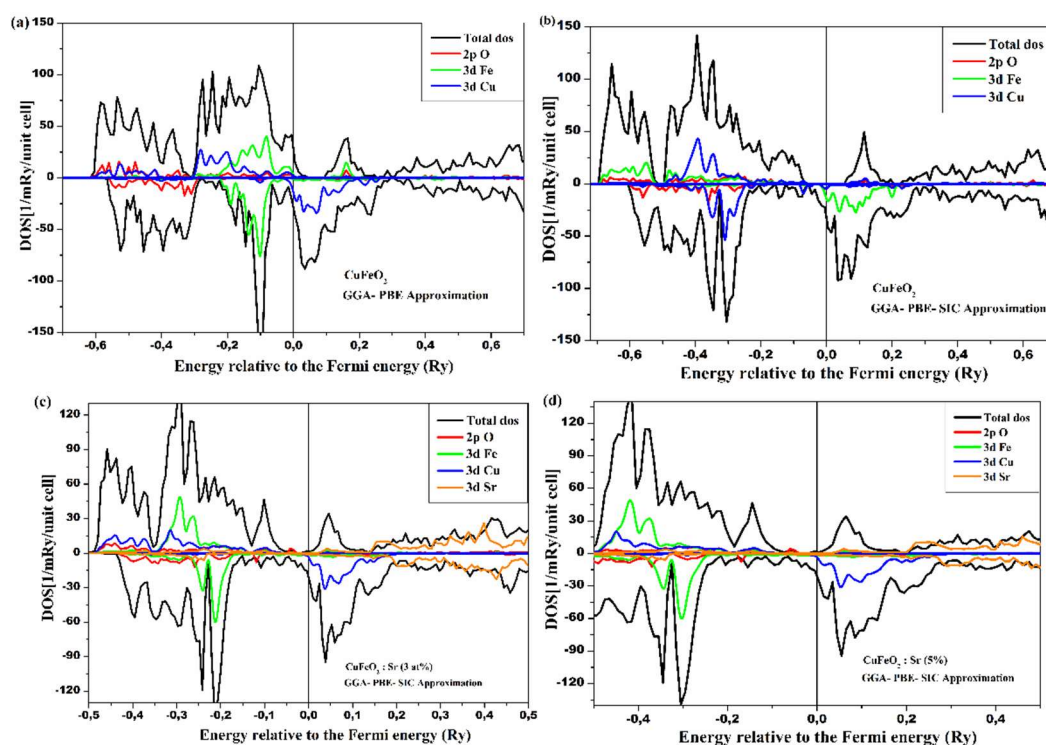 (a)
150
100
50
0
-50
-100
-150
DOS[1/mRy/unit cell]
Total dos
2p O
3d Fe
3d Cu
CuFeO₂
GGA- PBE Approximation
-0,6 -0,4 -0,2 0,0 0,2 0,4 0,6
Energy relative to the Fermi energy (Ry)
(b)
150
100
50
0
-50
-100
-150
DOS[1/mRy/unit cell]
Total dos
2p O
3d Fe
3d Cu
CuFeO₂
GGA- PBE- SIC Approximation
-0,6 -0,4 -0,2 0,0 0,2 0,4 0,6
Energy relative to the Fermi energy (Ry)
(c)
120
90
60
30
0
-30
-60
-90
-120
DOS[1/mRy/unit cell]
Total dos
2p O
3d Fe
3d Cu
3d Sr
CuFeO₂ : Sr (3 at%)
GGA- PBE- SIC Approximation
-0,5 -0,4 -0,3 -0,2 -0,1 0,0 0,1 0,2 0,3 0,4 0,5
Energy relative to the Fermi energy (Ry)
(d)
120
90
60
30
0
-30
-60
-90
-120
DOS[1/mRy/unit cell]
Total dos
2p O
3d Fe
3d Cu
3d Sr
CuFeO₂ : Sr (5%)
GGA- PBE- SIC Approximation
-0,4 -0,2 0,0 0,2 0,4
Energy relative to the Fermi energy (Ry)